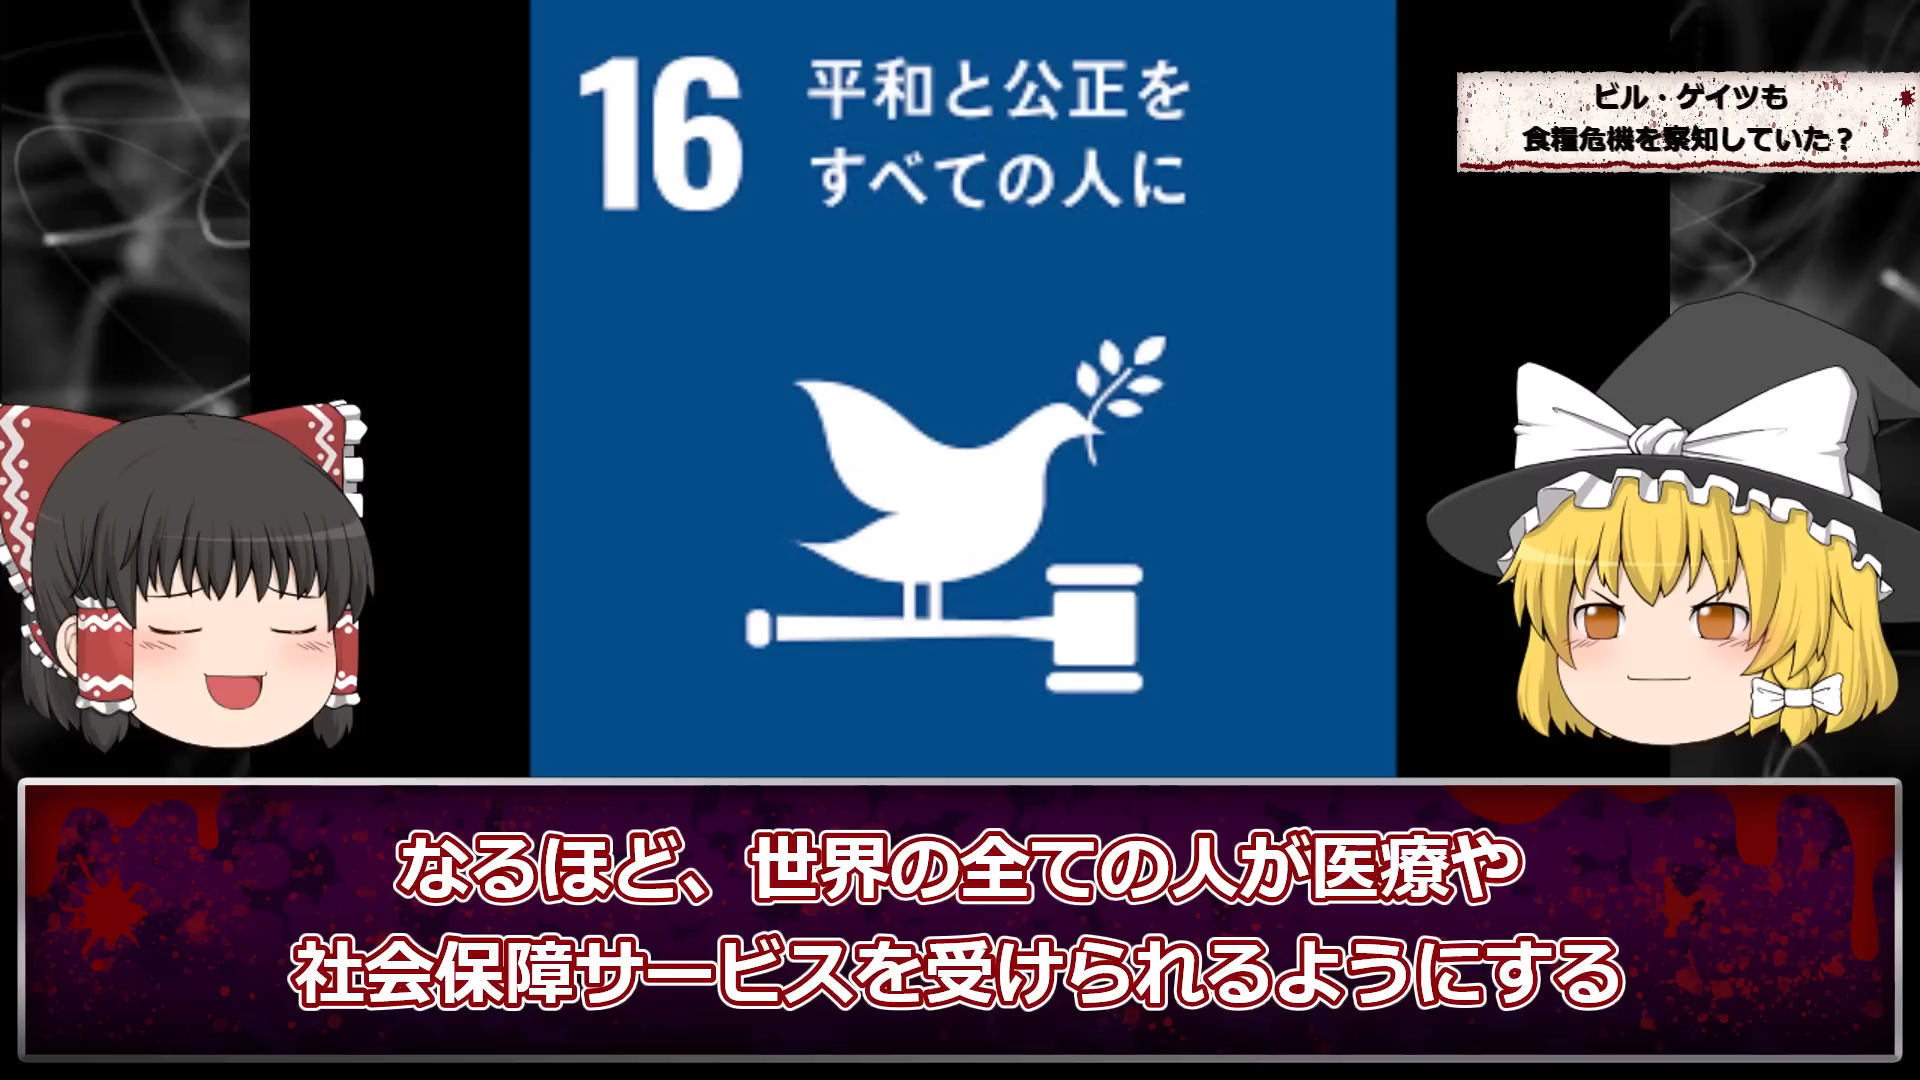 16
平和と公正を
すべての人に
ビル・ゲイツも
食糧危機を察知していた？
なるほど、世界の全ての人が医療や
社会保障サービスを受けられるようにする